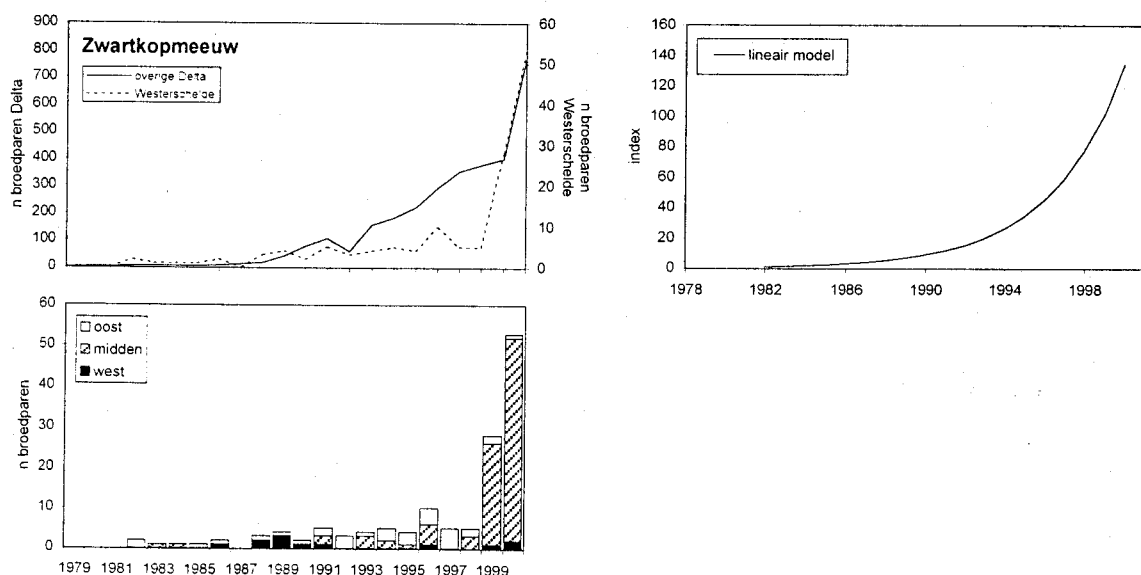 Zwartkopmeeuw
overige Delta
Westerschelde
n broedparen Delta
900
800
700
600
500
400
300
200
100
0
60
50
40
30
20
10
0
n broedparen
Westerschelde
lineair model
index
160
140
120
100
80
60
40
20
0
1978 1982 1986 1990 1994 1998
oost
midden
west
n broedparen
60
50
40
30
20
10
0
1979 1981 1983 1985 1987 1989 1991 1993 1995 1997 1999